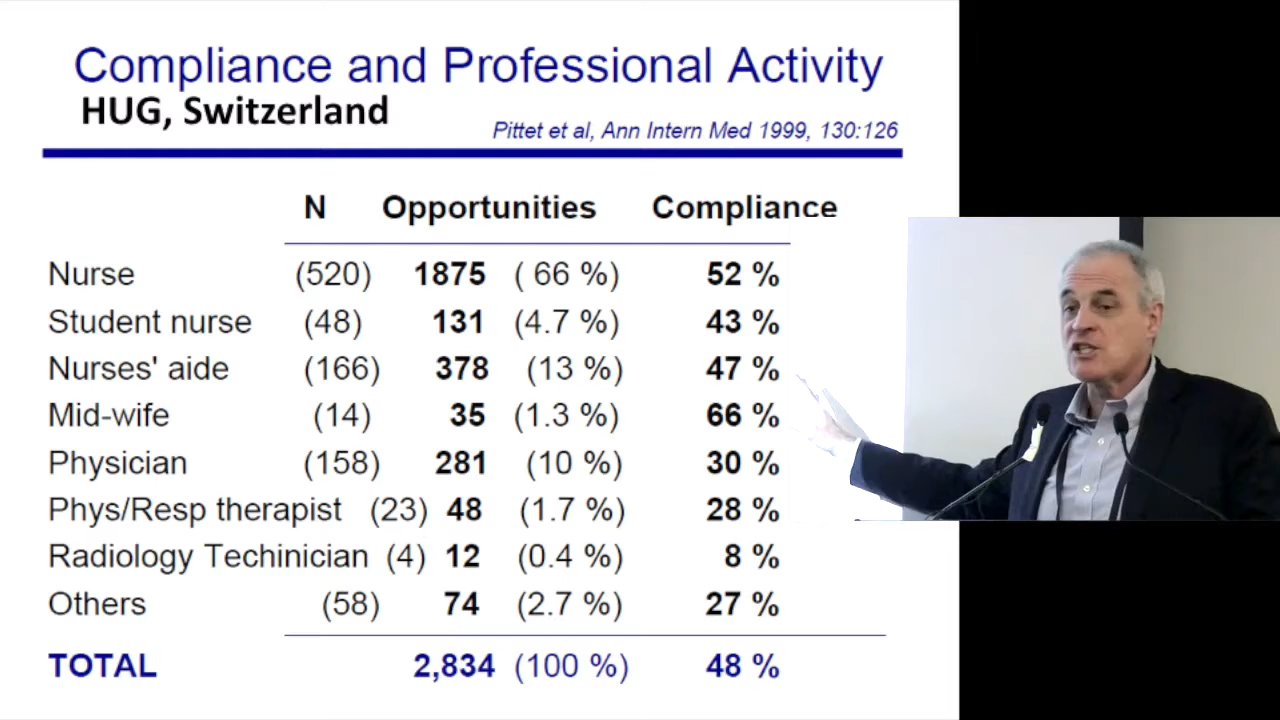 Compliance and Professional Activity
HUG, Switzerland
Pittet et al, Ann Intern Med 1999, 130:126
N Opportunities Compliance
Nurse (520) 1875 ( 66 %) 52 %
Student nurse (48) 131 (4.7 %) 43 %
Nurses' aide (166) 378 (13 %) 47 %
Mid-wife (14) 35 (1.3 %) 66 %
Physician (158) 281 (10 %) 30 %
Phys/Resp therapist (23) 48 (1.7 %) 28 %
Radiology Techinician (4) 12 (0.4 %) 8 %
Others (58) 74 (2.7 %) 27 %
TOTAL 2,834 (100 %) 48 %